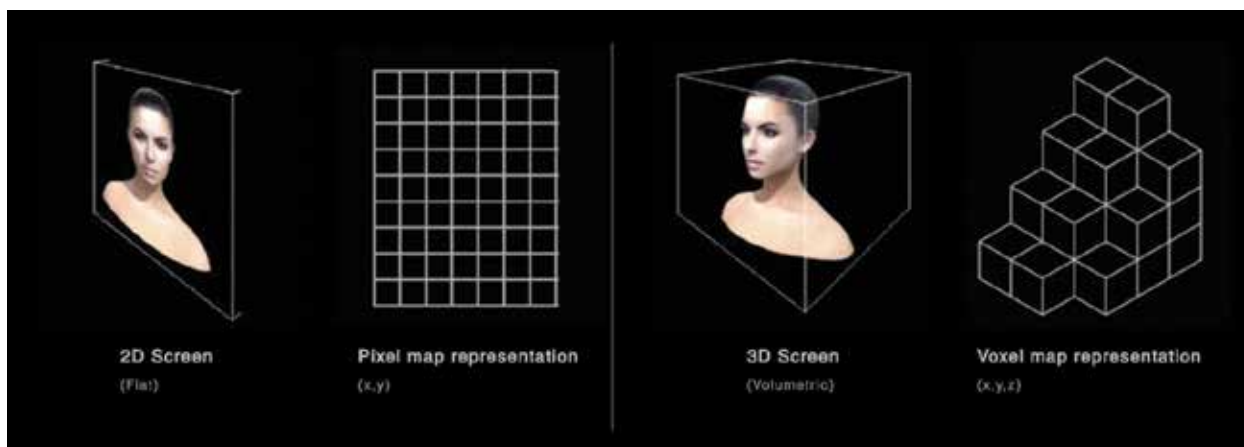 2D Screen
(Flat)
Pixel map representation
(x,y)
3D Screen
(Volumetric)
Voxel map representation
(x,y,z)